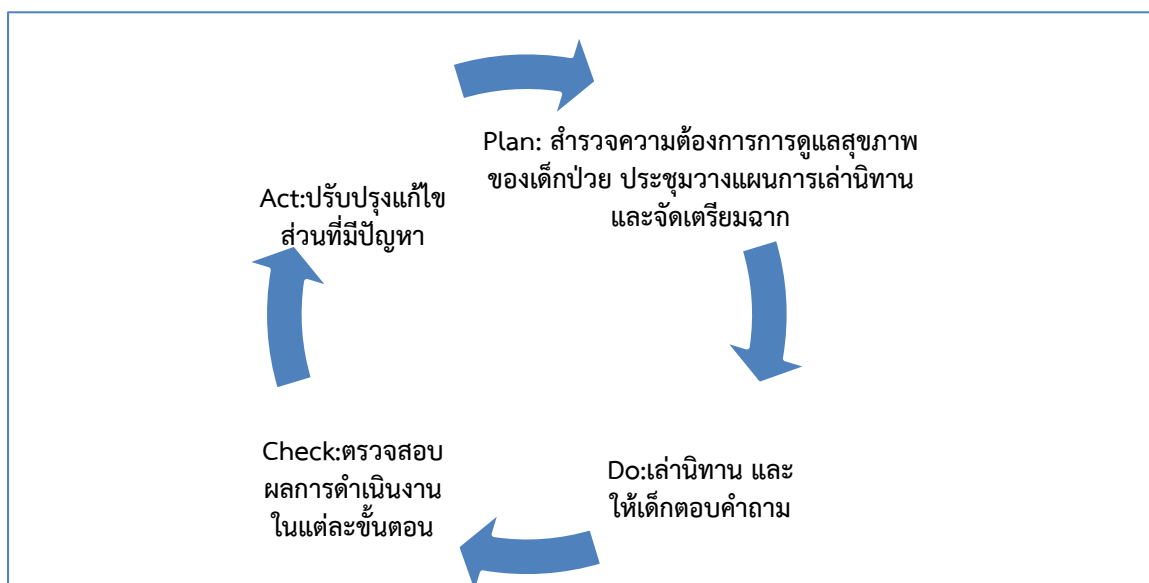 Plan: สำรวจความต้องการการดูแลสุขภาพ
ของเด็กป่วย ประชุมวางแผนการเล่านิทาน
และจัดเตรียมฉาก
Do:เล่านิทาน และ
ให้เด็กตอบคำถาม
Check:ตรวจสอบ
ผลการดำเนินงาน
ในแต่ละขั้นตอน
Act:ปรับปรุงแก้ไข
ส่วนที่มีปัญหา